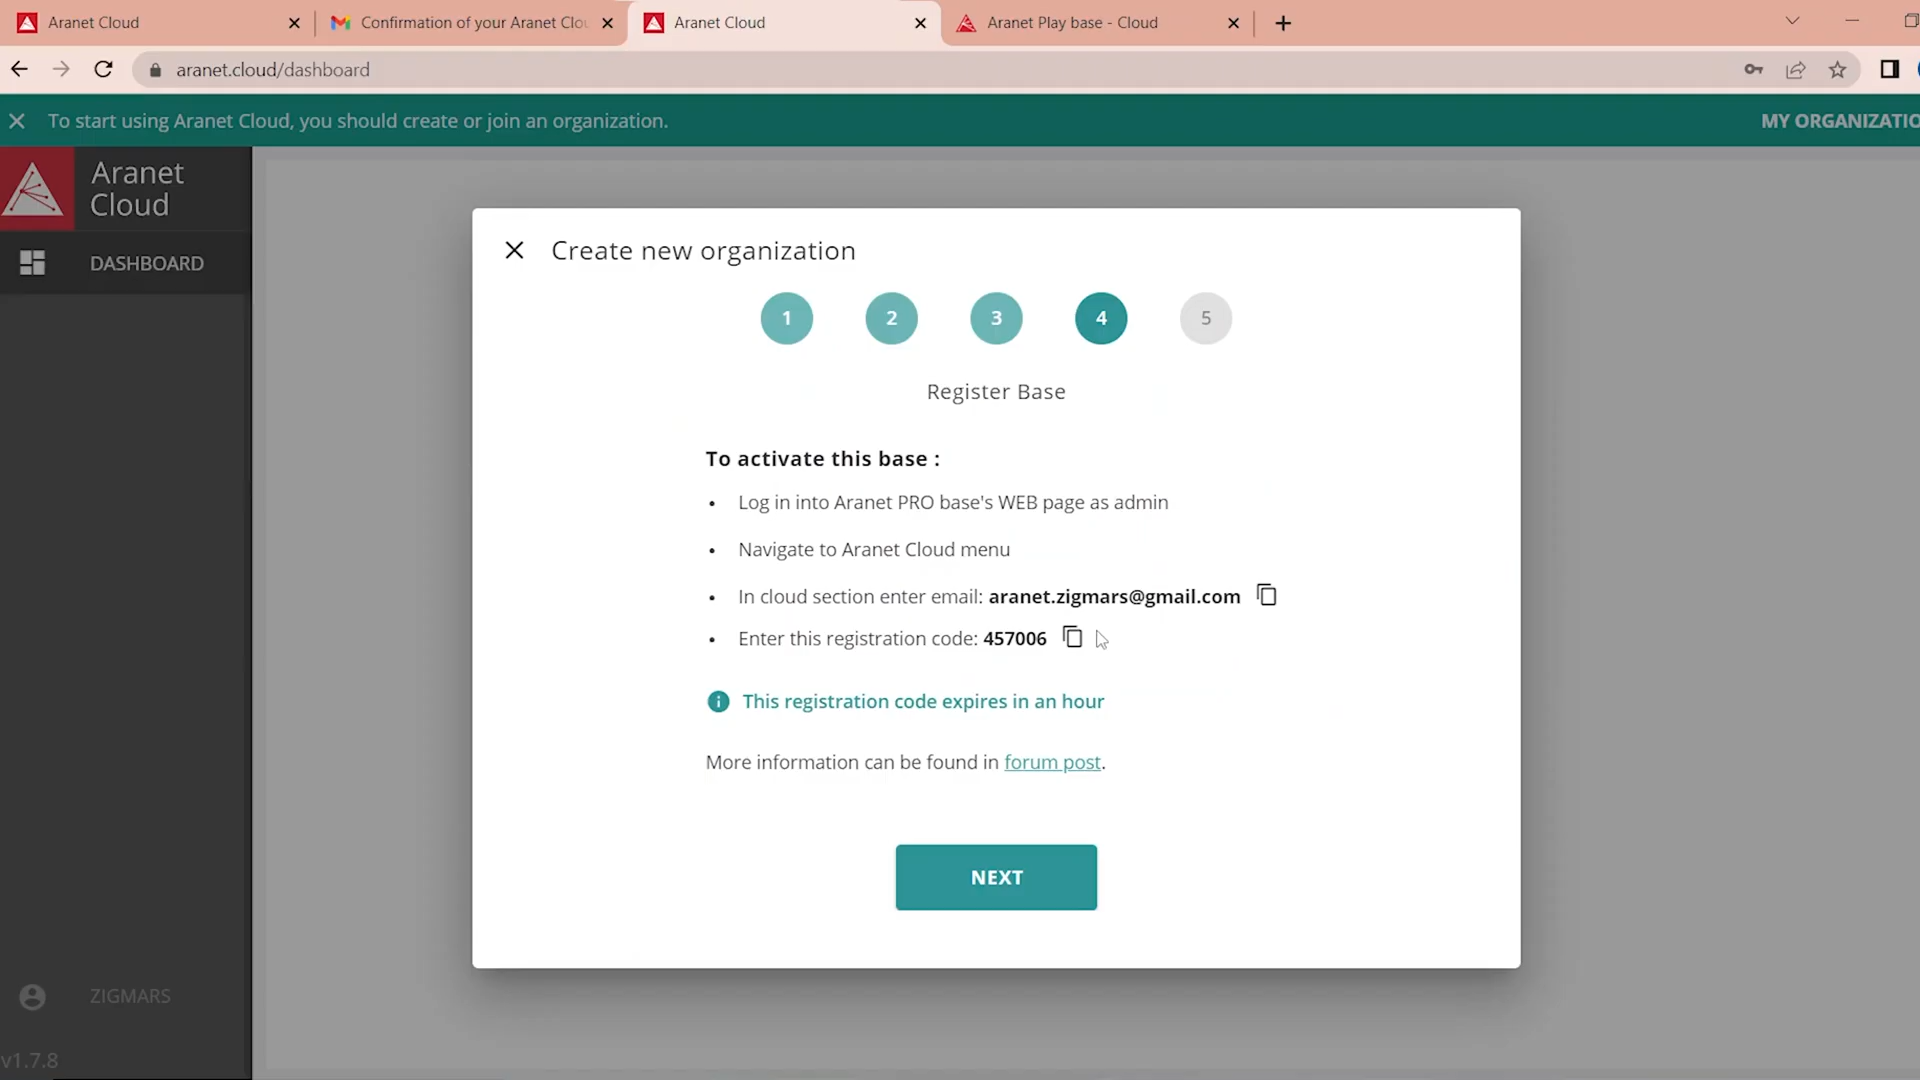 Aranet Cloud
Confirmation of your Aranet Clou
Aranet Cloud
Aranet Play base - Cloud
aranet.cloud/dashboard
To start using Aranet Cloud, you should create or join an organization.
MY ORGANIZATIO
Aranet
Cloud
DASHBOARD
Create new organization
1 2 3 4 5
Register Base
To activate this base :
• Log in into Aranet PRO base's WEB page as admin
• Navigate to Aranet Cloud menu
• In cloud section enter email: aranet.zigmars@gmail.com
• Enter this registration code: 457006
This registration code expires in an hour
More information can be found in forum post.
NEXT
ZIGMARS
v1.7.8